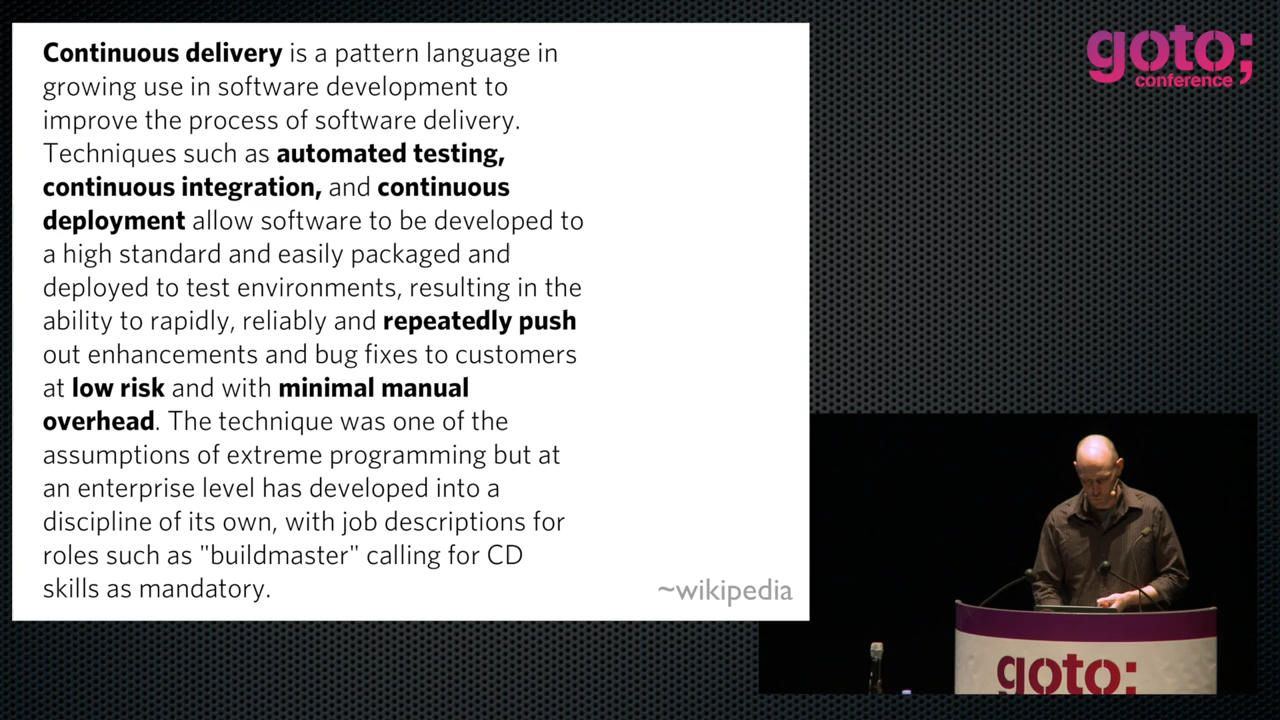 Continuous delivery is a pattern language in
growing use in software development to
improve the process of software delivery.
Techniques such as automated testing,
continuous integration, and continuous
deployment allow software to be developed to
a high standard and easily packaged and
deployed to test environments, resulting in the
ability to rapidly, reliably and repeatedly push
out enhancements and bug fixes to customers
at low risk and with minimal manual
overhead. The technique was one of the
assumptions of extreme programming but at
an enterprise level has developed into a
discipline of its own, with job descriptions for
roles such as "buildmaster" calling for CD
skills as mandatory.
~wikipedia
goto;
conference
goto;